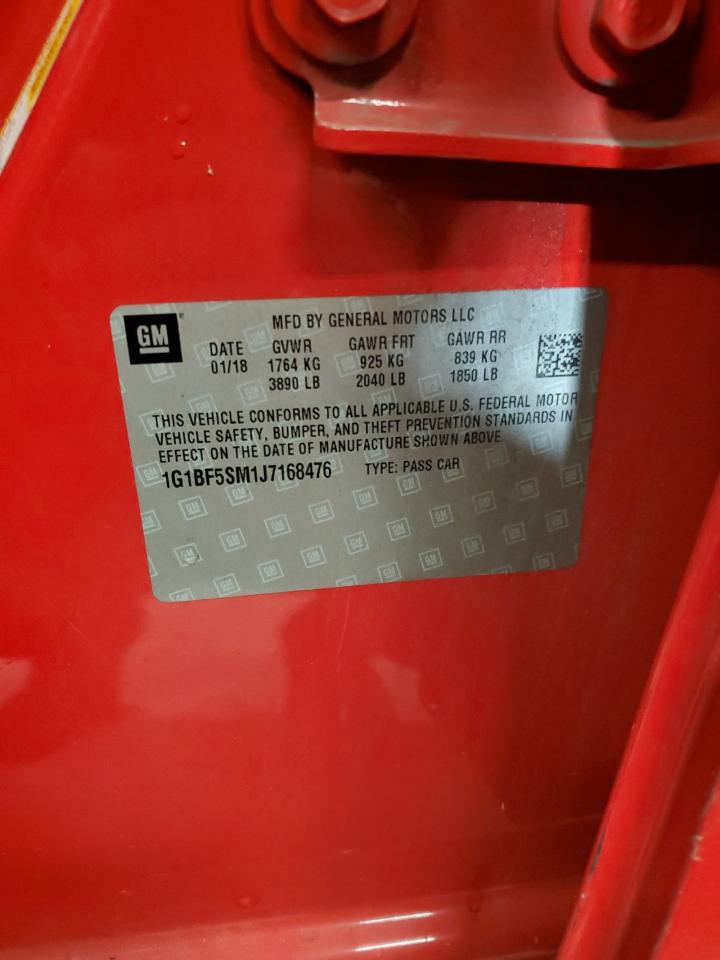 GM
MFD BY GENERAL MOTORS LLC
DATE GVWR GAWR FRT GAWR RR
01/18 1764 KG 925 KG 839 KG
3890 LB 2040 LB 1850 LB
THIS VEHICLE CONFORMS TO ALL APPLICABLE U.S. FEDERAL MOTOR
VEHICLE SAFETY, BUMPER, AND THEFT PREVENTION STANDARDS IN
EFFECT ON THE DATE OF MANUFACTURE SHOWN ABOVE
1G1BF5SM1J7168476 TYPE: PASS CAR